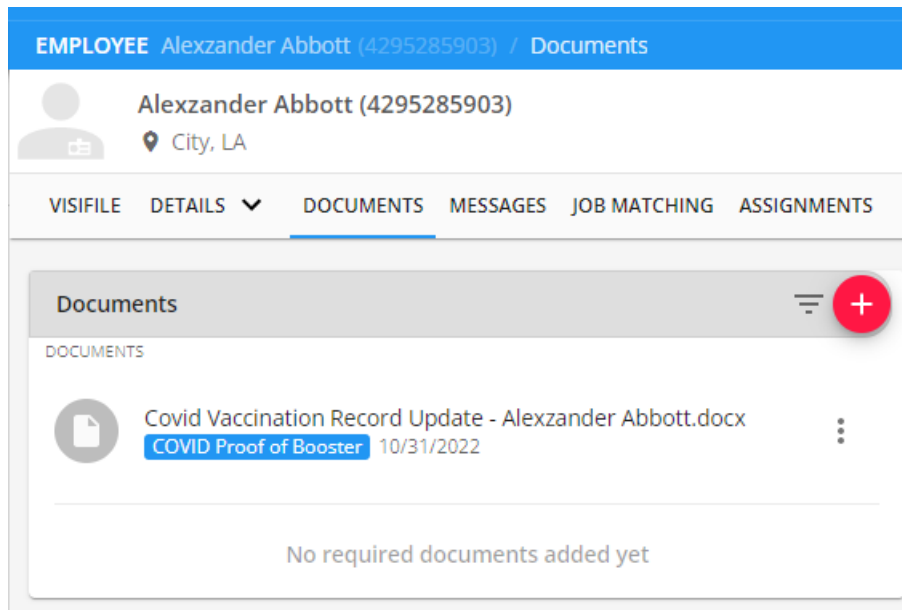 EMPLOYEE Alexzander Abbott (4295285903) / Documents
Alexzander Abbott (4295285903)
City, LA
VISIFILE DETAILS DOCUMENTS MESSAGES JOB MATCHING ASSIGNMENTS
Documents
DOCUMENTS
Covid Vaccination Record Update - Alexzander Abbott.docx
COVID Proof of Booster 10/31/2022
No required documents added yet